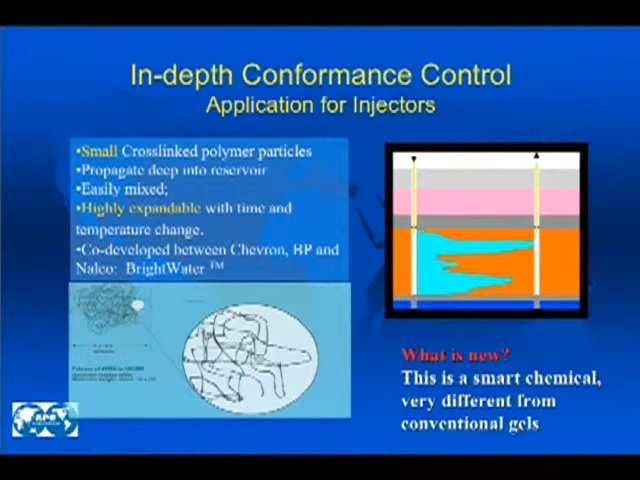 In-depth Conformance Control
Application for Injectors
•Small Crosslinked polymer particles
•Propagate deep into reservoir
•Easily mixed;
•Highly expandable with time and
temperature change.
•Co-developed between Chevron, BP and
Nalco: BrightWater ™
What is new?
This is a smart chemical,
very different from
conventional gels